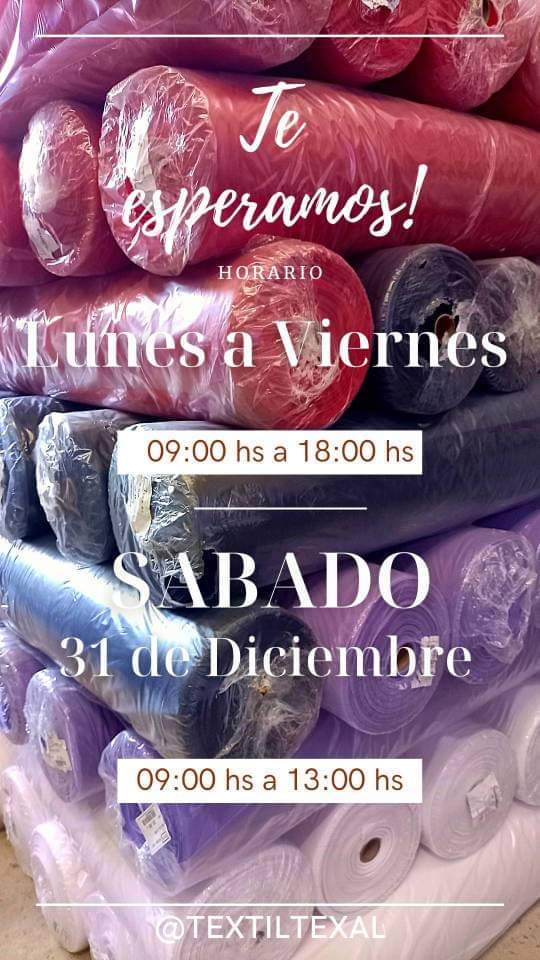 Te
esperamos!
HORARIO
Lunes a Viernes
09:00 hs a 18:00 hs
SABADO
31 de Diciembre
09:00 hs a 13:00 hs
@TEXTILTEXAL